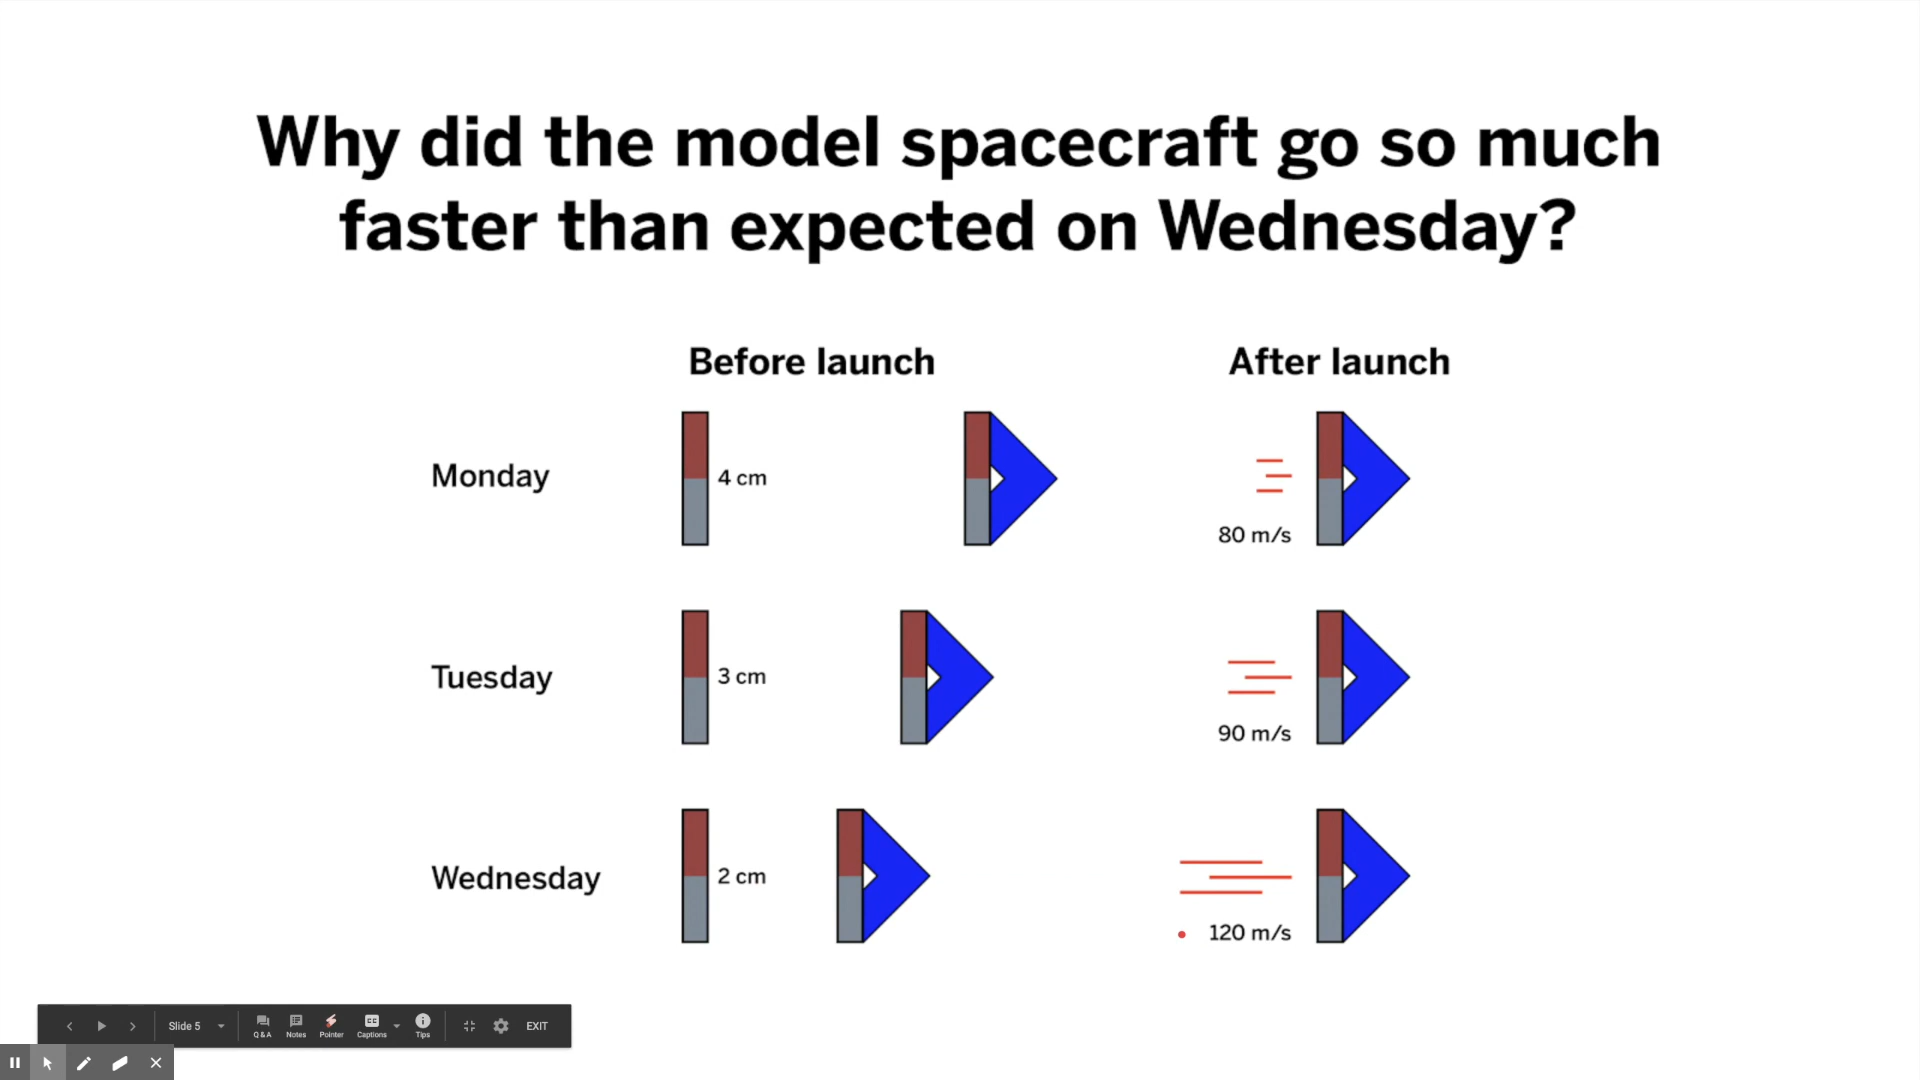 Why did the model spacecraft go so much
faster than expected on Wednesday?
Before launch
After launch
Monday
4 cm
80 m/s
Tuesday
3 cm
90 m/s
Wednesday
2 cm
120 m/s
Slide 5
Q&A
Notes
Pointer
CC
Captions
Tips
EXIT